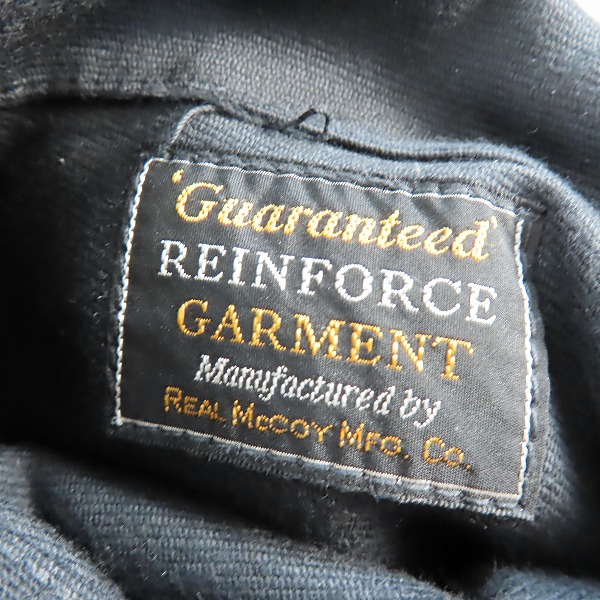 'Guaranteed'
REINFORCE
GARMENT
Manufactured by
REAL McCOY MFG. Co.